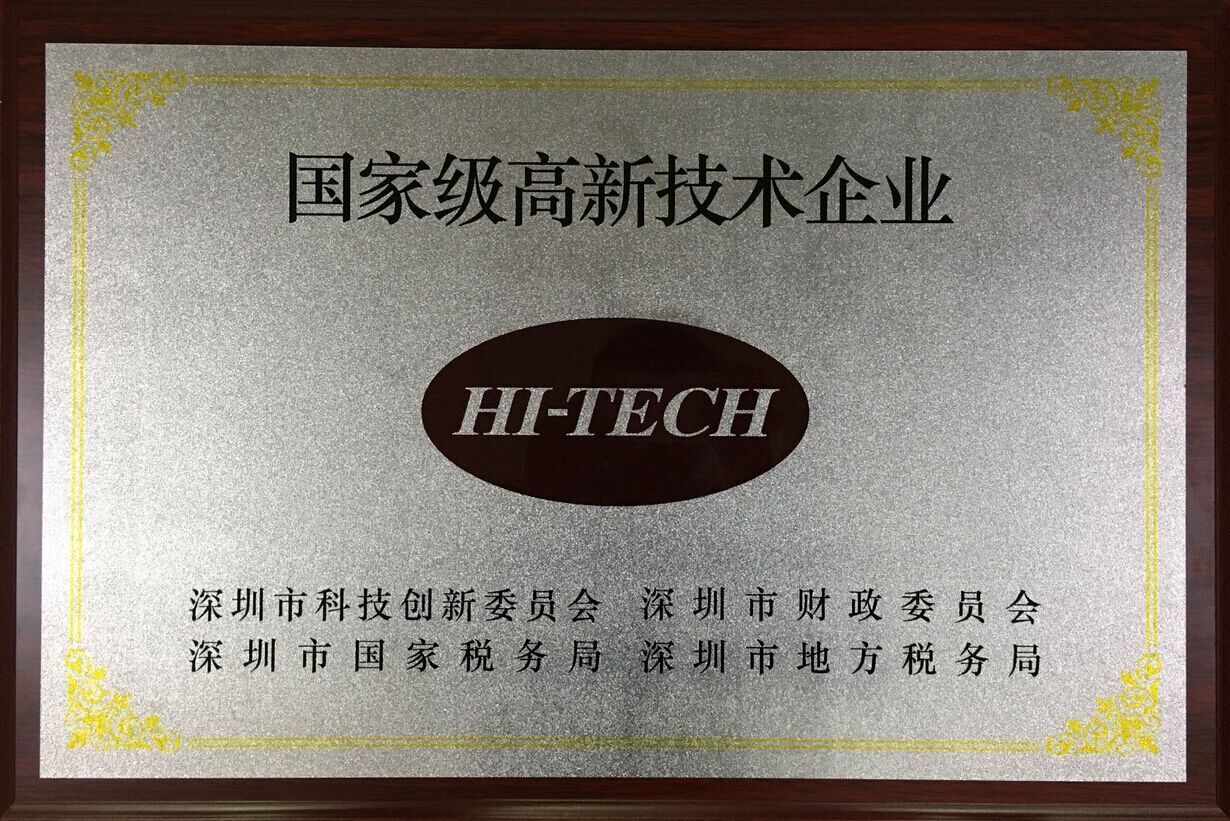 国家级高新技术企业
HI-TECH
深圳市科技创新委员会 深圳市财政委员会
深圳市国家税务局 深圳市地方税务局